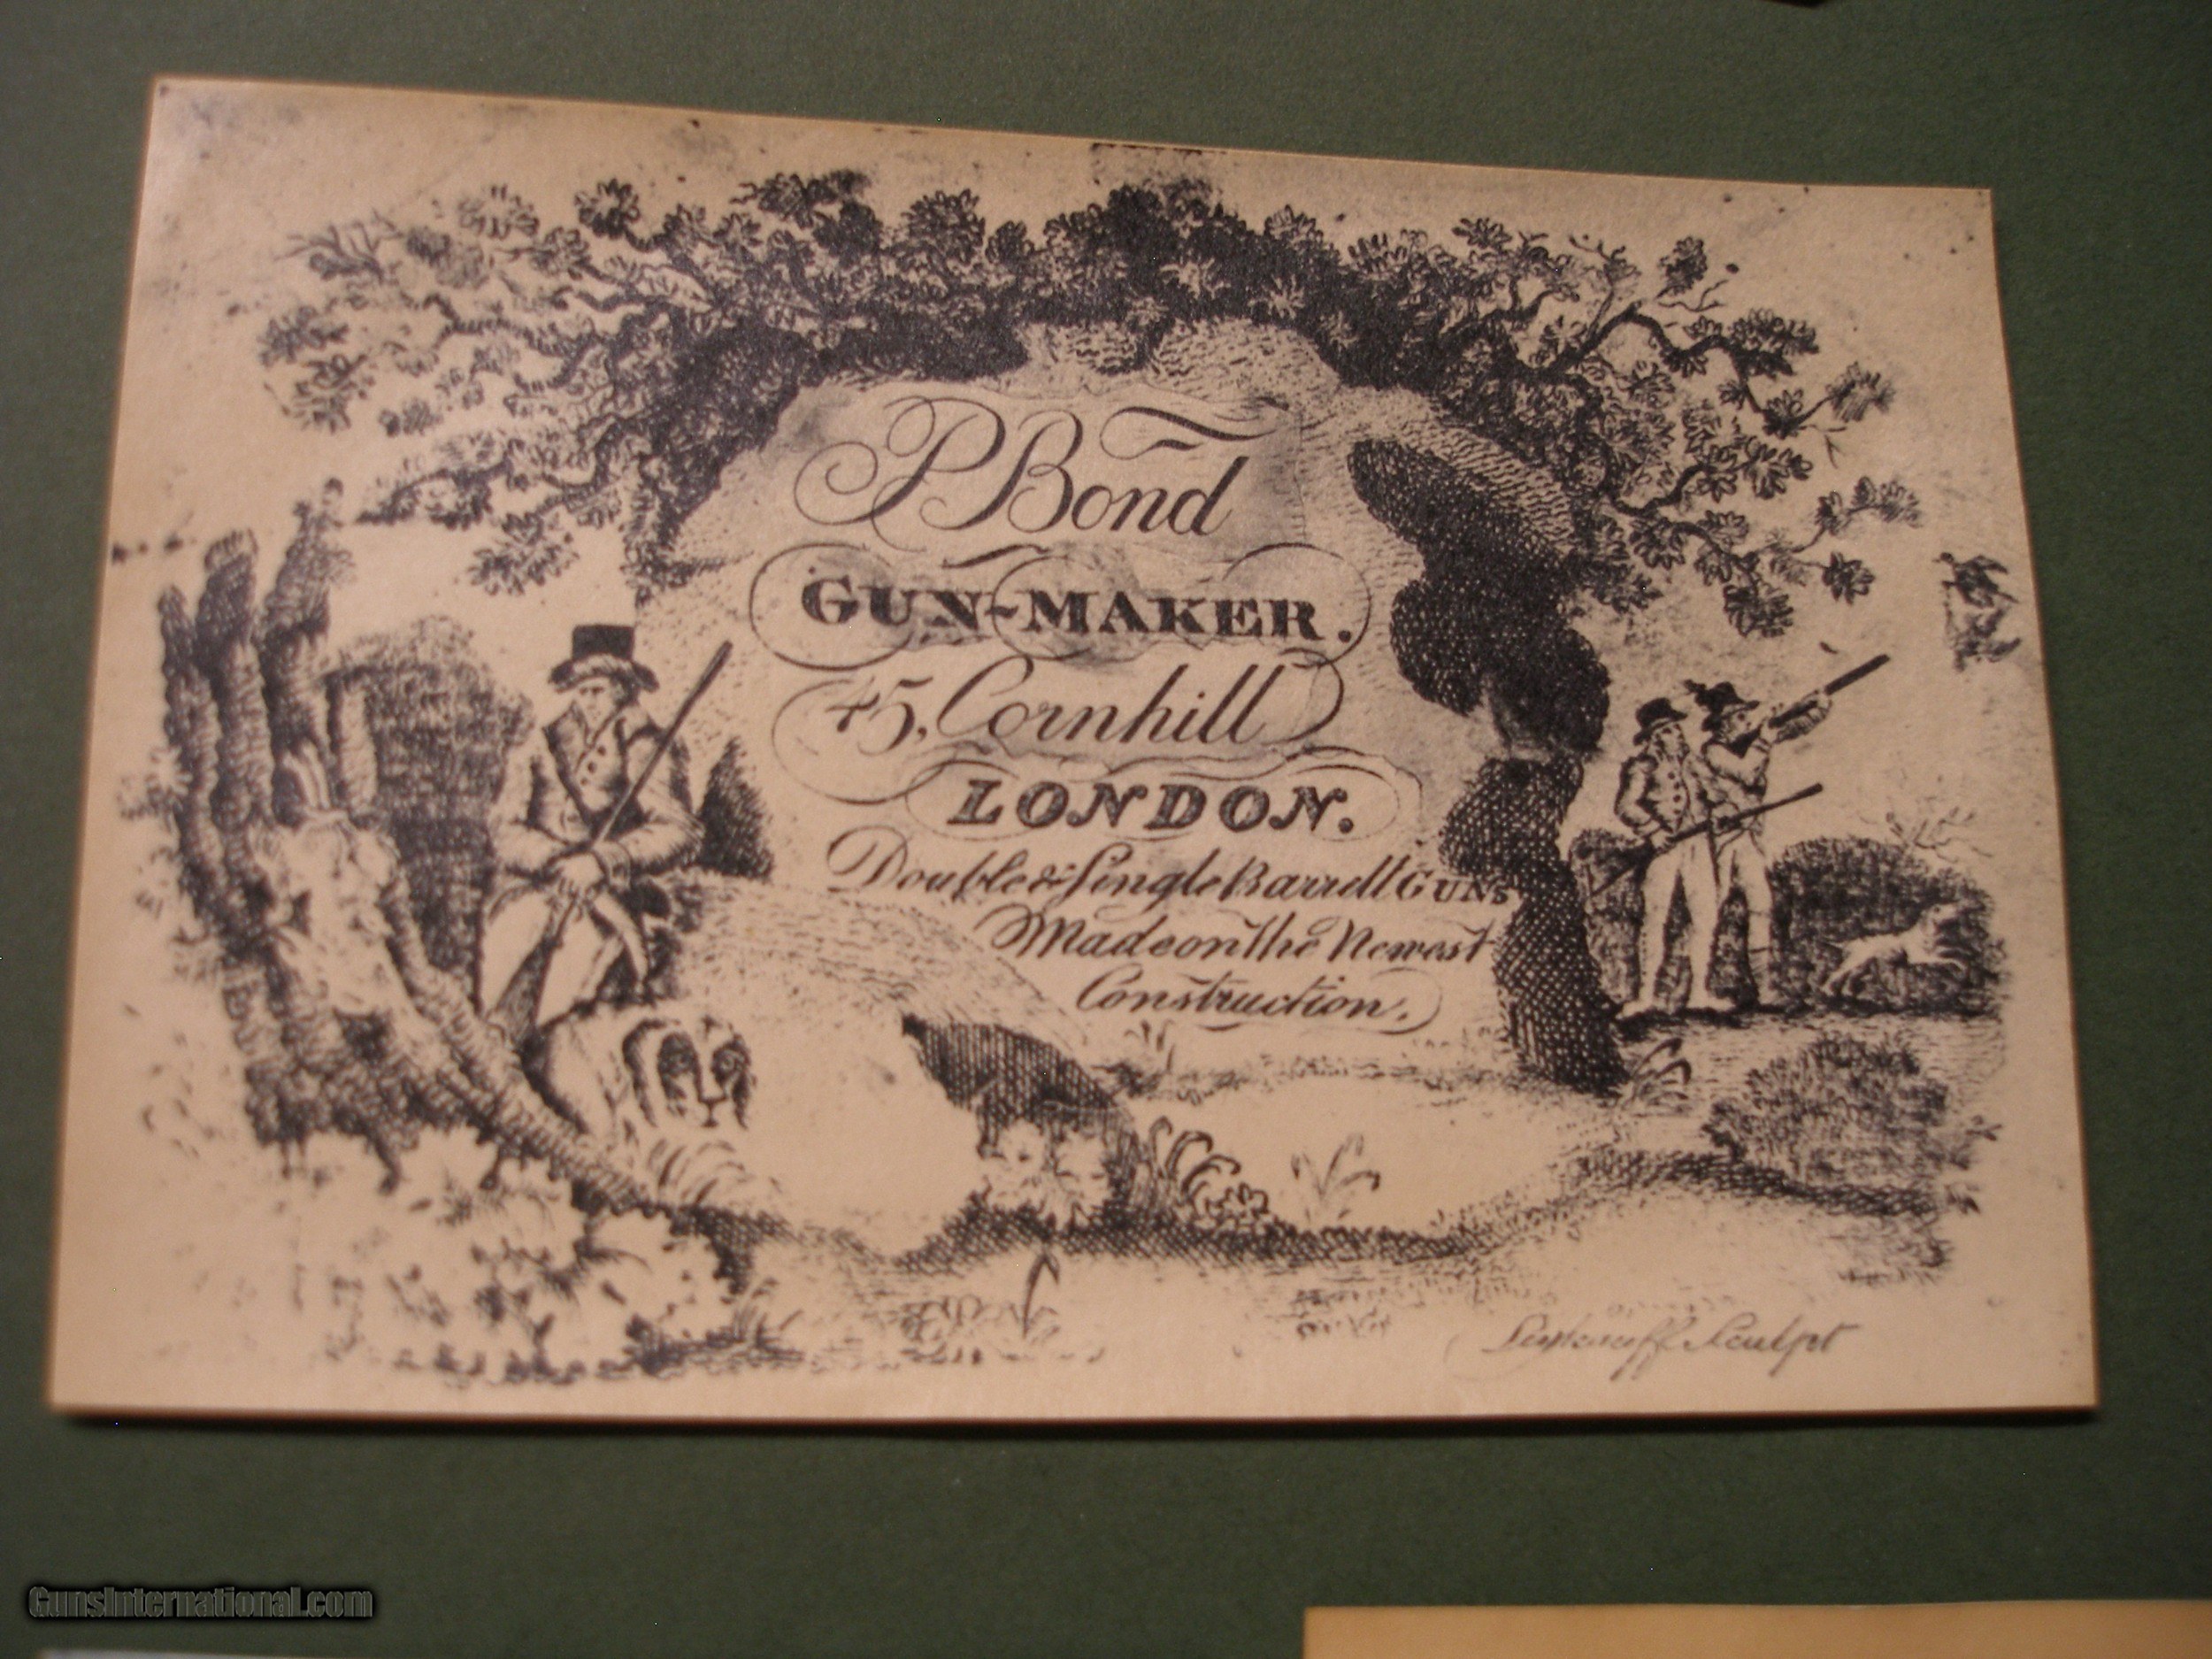 P Bond
GUN-MAKER.
45, Cornhill
LONDON.
Double & Single Barrell GUNS
Made on the Newest
Construction.
Sculpt
GunsInternational.com